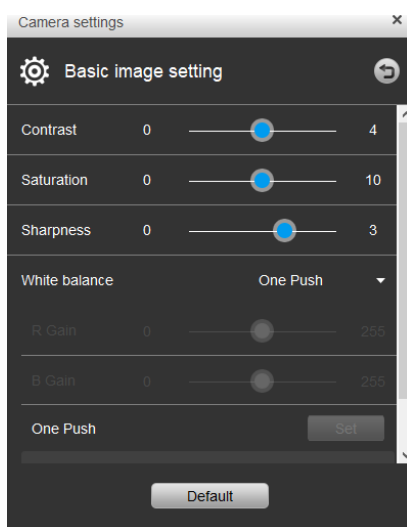 Camera settings
Basic image setting
Contrast 0 4
Saturation 0 10
Sharpness 0 3
White balance One Push
R Gain 0 255
B Gain 0 255
One Push Set
Default